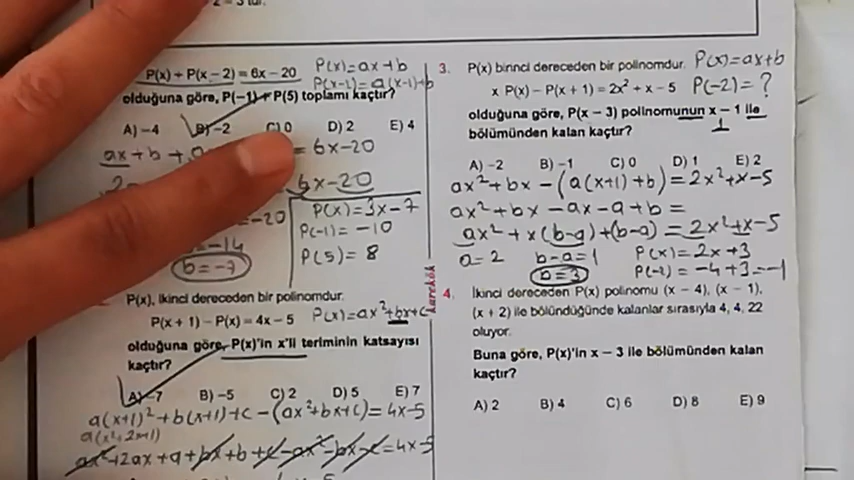 P(x) + P(x − 2) = 6x − 20
P(x)=ax+b
P(x-2)=a(x-2)+b
olduğuna göre, P(−1) + P(5) toplamı kaçtır?
A) −4 B) −2 C) 0 D) 2 E) 4
ax+b+ = 6x-20
6x-20
=-20
-14
b=-7
P(x)=3x-7
P(-1)=-10
P(5)=8
P(x), ikinci dereceden bir polinomdur.
P(x + 1) − P(x) = 4x − 5
P(x)=ax²+bx+c
olduğuna göre, P(x)'in x'li teriminin katsayısı
kaçtır?
A) −7 B) −5 C) 2 D) 5 E) 7
a(x+1)²+b(x+1)+c-(ax²+bx+c)=4x-5
a(x²+2x+1)
ax²+2ax+a+bx+b+c-ax²-bx-c=4x-5
karekök
3. P(x) birinci dereceden bir polinomdur. P(x)=ax+b
x P(x) − P(x + 1) = 2x² + x − 5 P(-2)=?
olduğuna göre, P(x − 3) polinomunun x − 1 ile
1
bölümünden kalan kaçtır?
A) −2 B) −1 C) 0 D) 1 E) 2
ax²+bx-(a(x+1)+b)=2x²+x-5
ax²+bx-ax-a+b=
ax²+x(b-a)+(b-a)=2x²+x-5
a=2 b-a=1 P(x)=2x+3
b=3 P(-2)=-4+3=-1
4. İkinci dereceden P(x) polinomu (x − 4), (x − 1),
(x + 2) ile bölündüğünde kalanlar sırasıyla 4, 4, 22
oluyor.
Buna göre, P(x)'in x − 3 ile bölümünden kalan
kaçtır?
A) 2 B) 4 C) 6 D) 8 E) 9